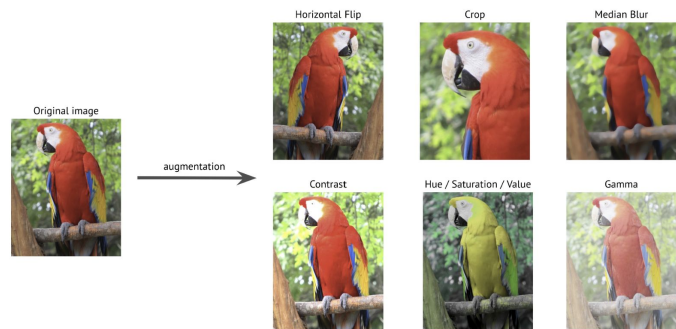 Horizontal Flip
Crop
Median Blur
Original image
augmentation
Contrast
Hue / Saturation / Value
Gamma